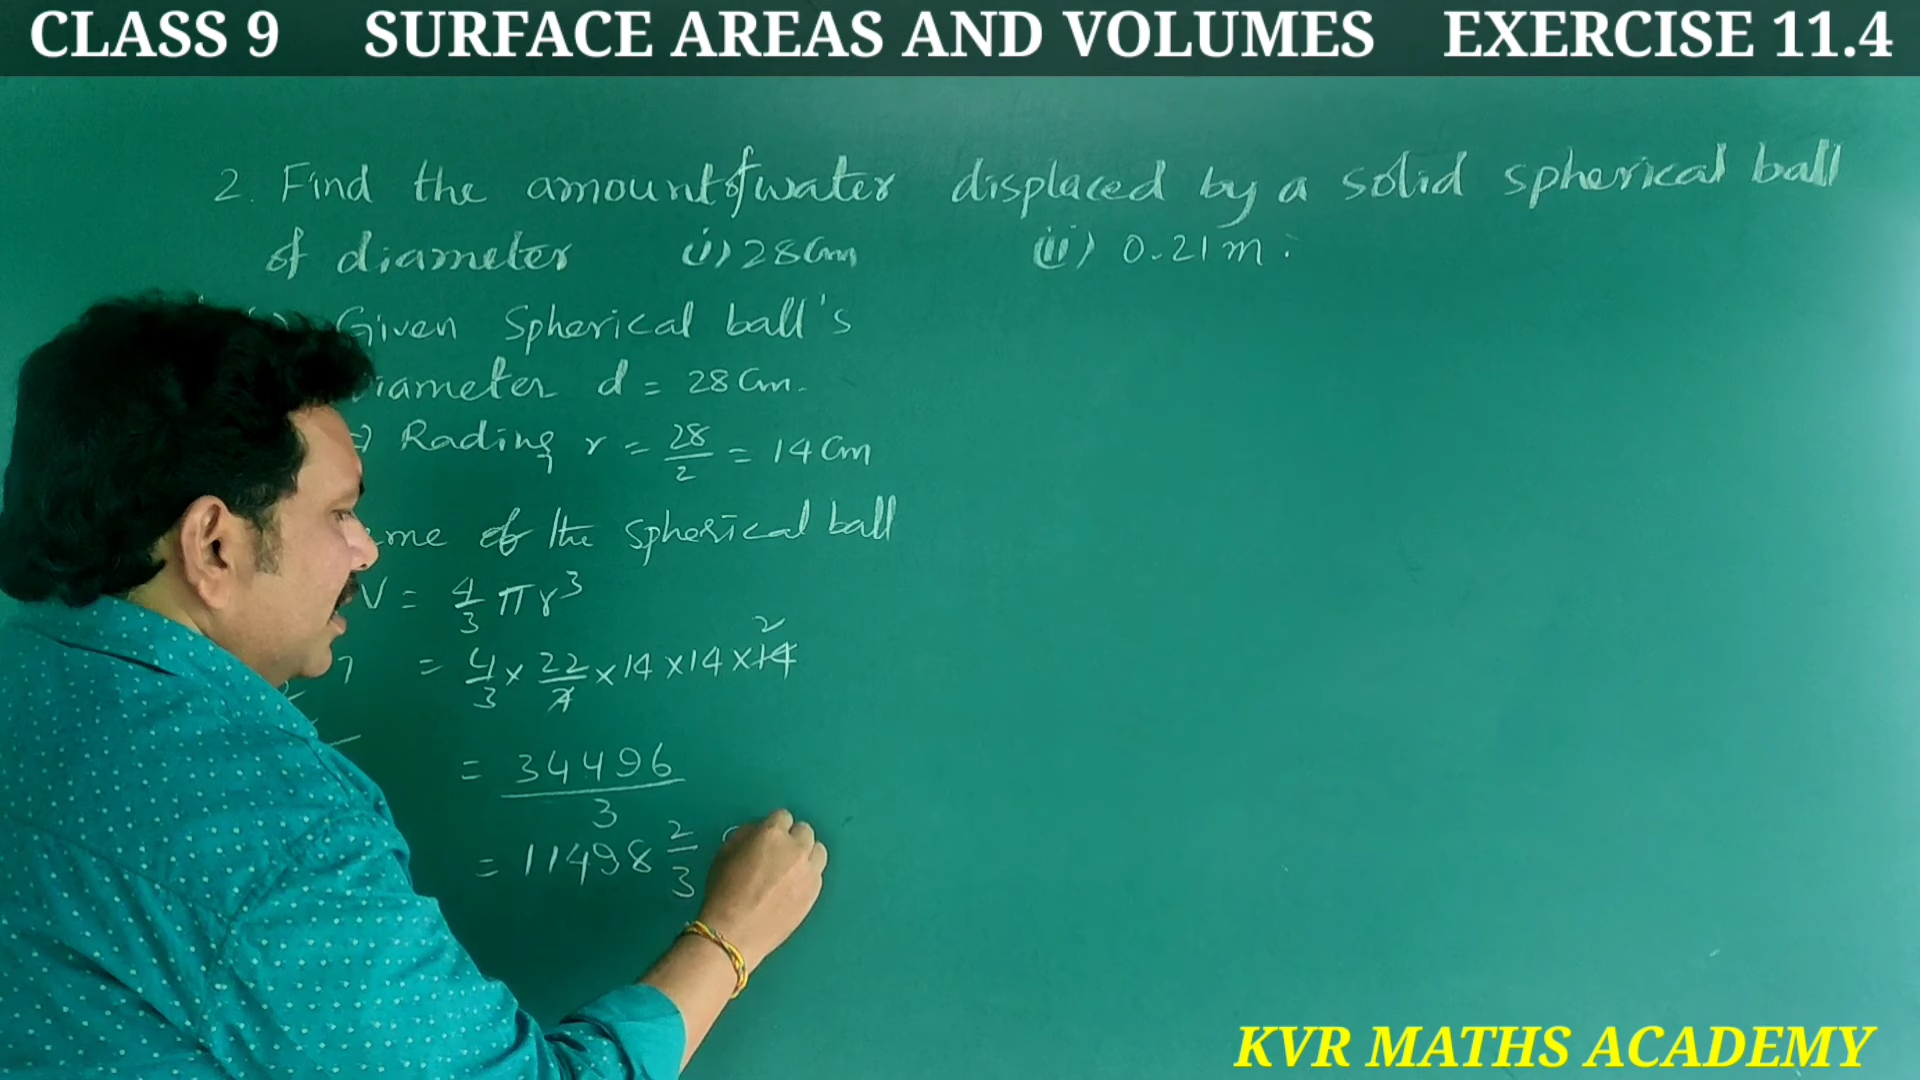 CLASS 9 SURFACE AREAS AND VOLUMES EXERCISE 11.4
2. Find the amount of water displaced by a solid spherical ball
of diameter (i) 28 Cm (ii) 0.21 m.
Given Spherical ball's
iameter d = 28 Cm.
⇒ Radius, r = 28/2 = 14 Cm
ume of the spherical ball
V = 4/3 π r³
= 4/3 × 22/7 × 14 × 14 × 14 2
= 34496/3
= 11498 2/3
KVR MATHS ACADEMY